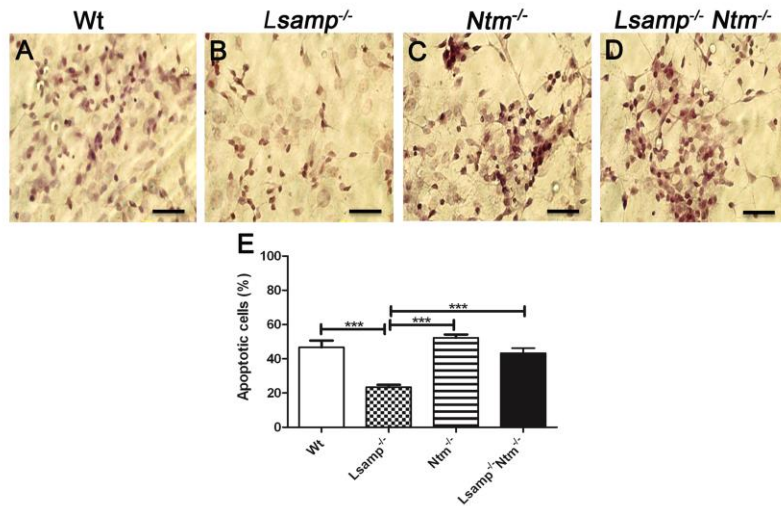 Wt Lsamp-/- Ntm-/- Lsamp-/- Ntm-/-
A B C D
E
Apoptotic cells (%)
100
80
60
40
20
0
***
*** ***
Wt Lsamp-/- Ntm-/- Lsamp-/-Ntm-/-